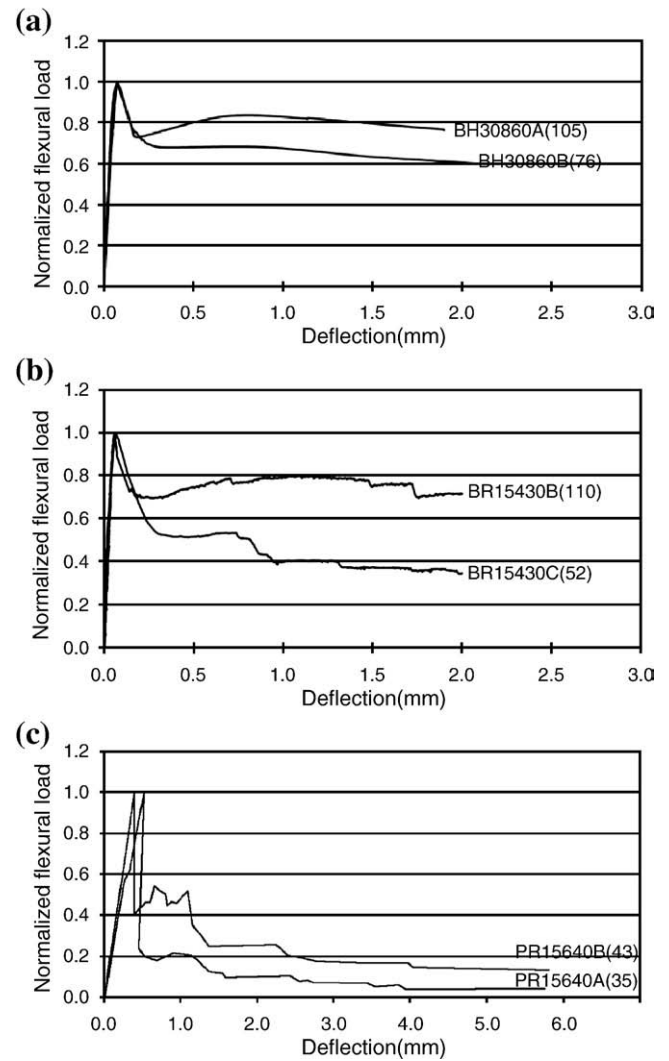 (a)
1.2
1.0
0.8
0.6
0.4
0.2
0.0
Normalized flexural load
BH30860A(105)
BH30860B(76)
0.0 0.5 1.0 1.5 2.0 2.5 3.0
Deflection(mm)
(b)
1.2
1.0
0.8
0.6
0.4
0.2
0.0
Normalized flexural load
BR15430B(110)
BR15430C(52)
0.0 0.5 1.0 1.5 2.0 2.5 3.0
Deflection(mm)
(c)
1.2
1.0
0.8
0.6
0.4
0.2
0.0
Normalized flexural load
PR15640B(43)
PR15640A(35)
0.0 1.0 2.0 3.0 4.0 5.0 6.0
Deflection(mm)